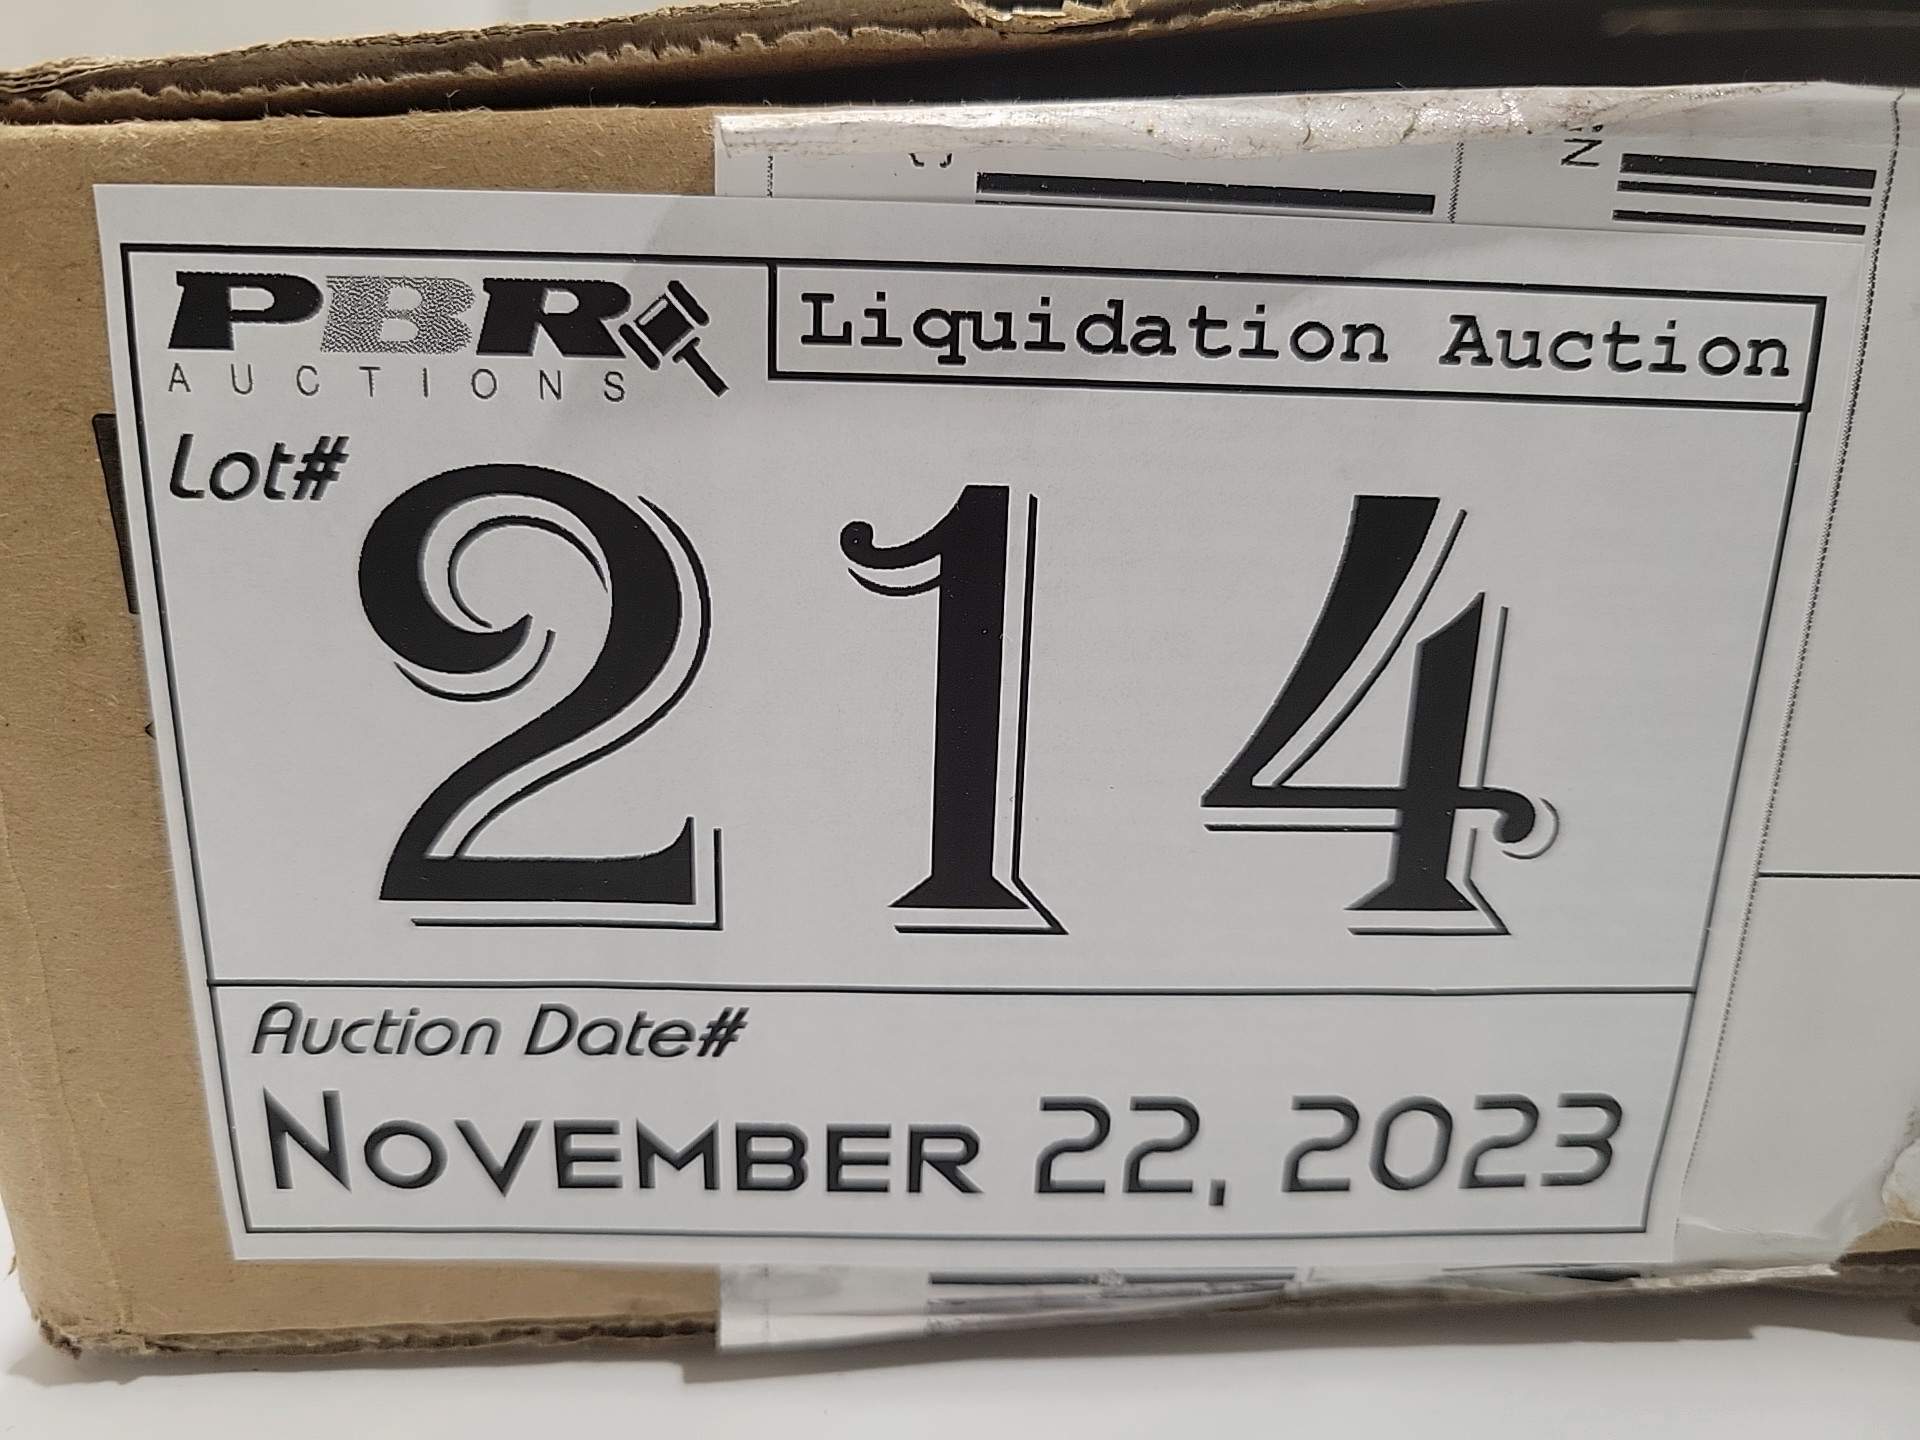 PBR
AUCTIONS
Liquidation Auction
Lot#
214
Auction Date#
November 22, 2023